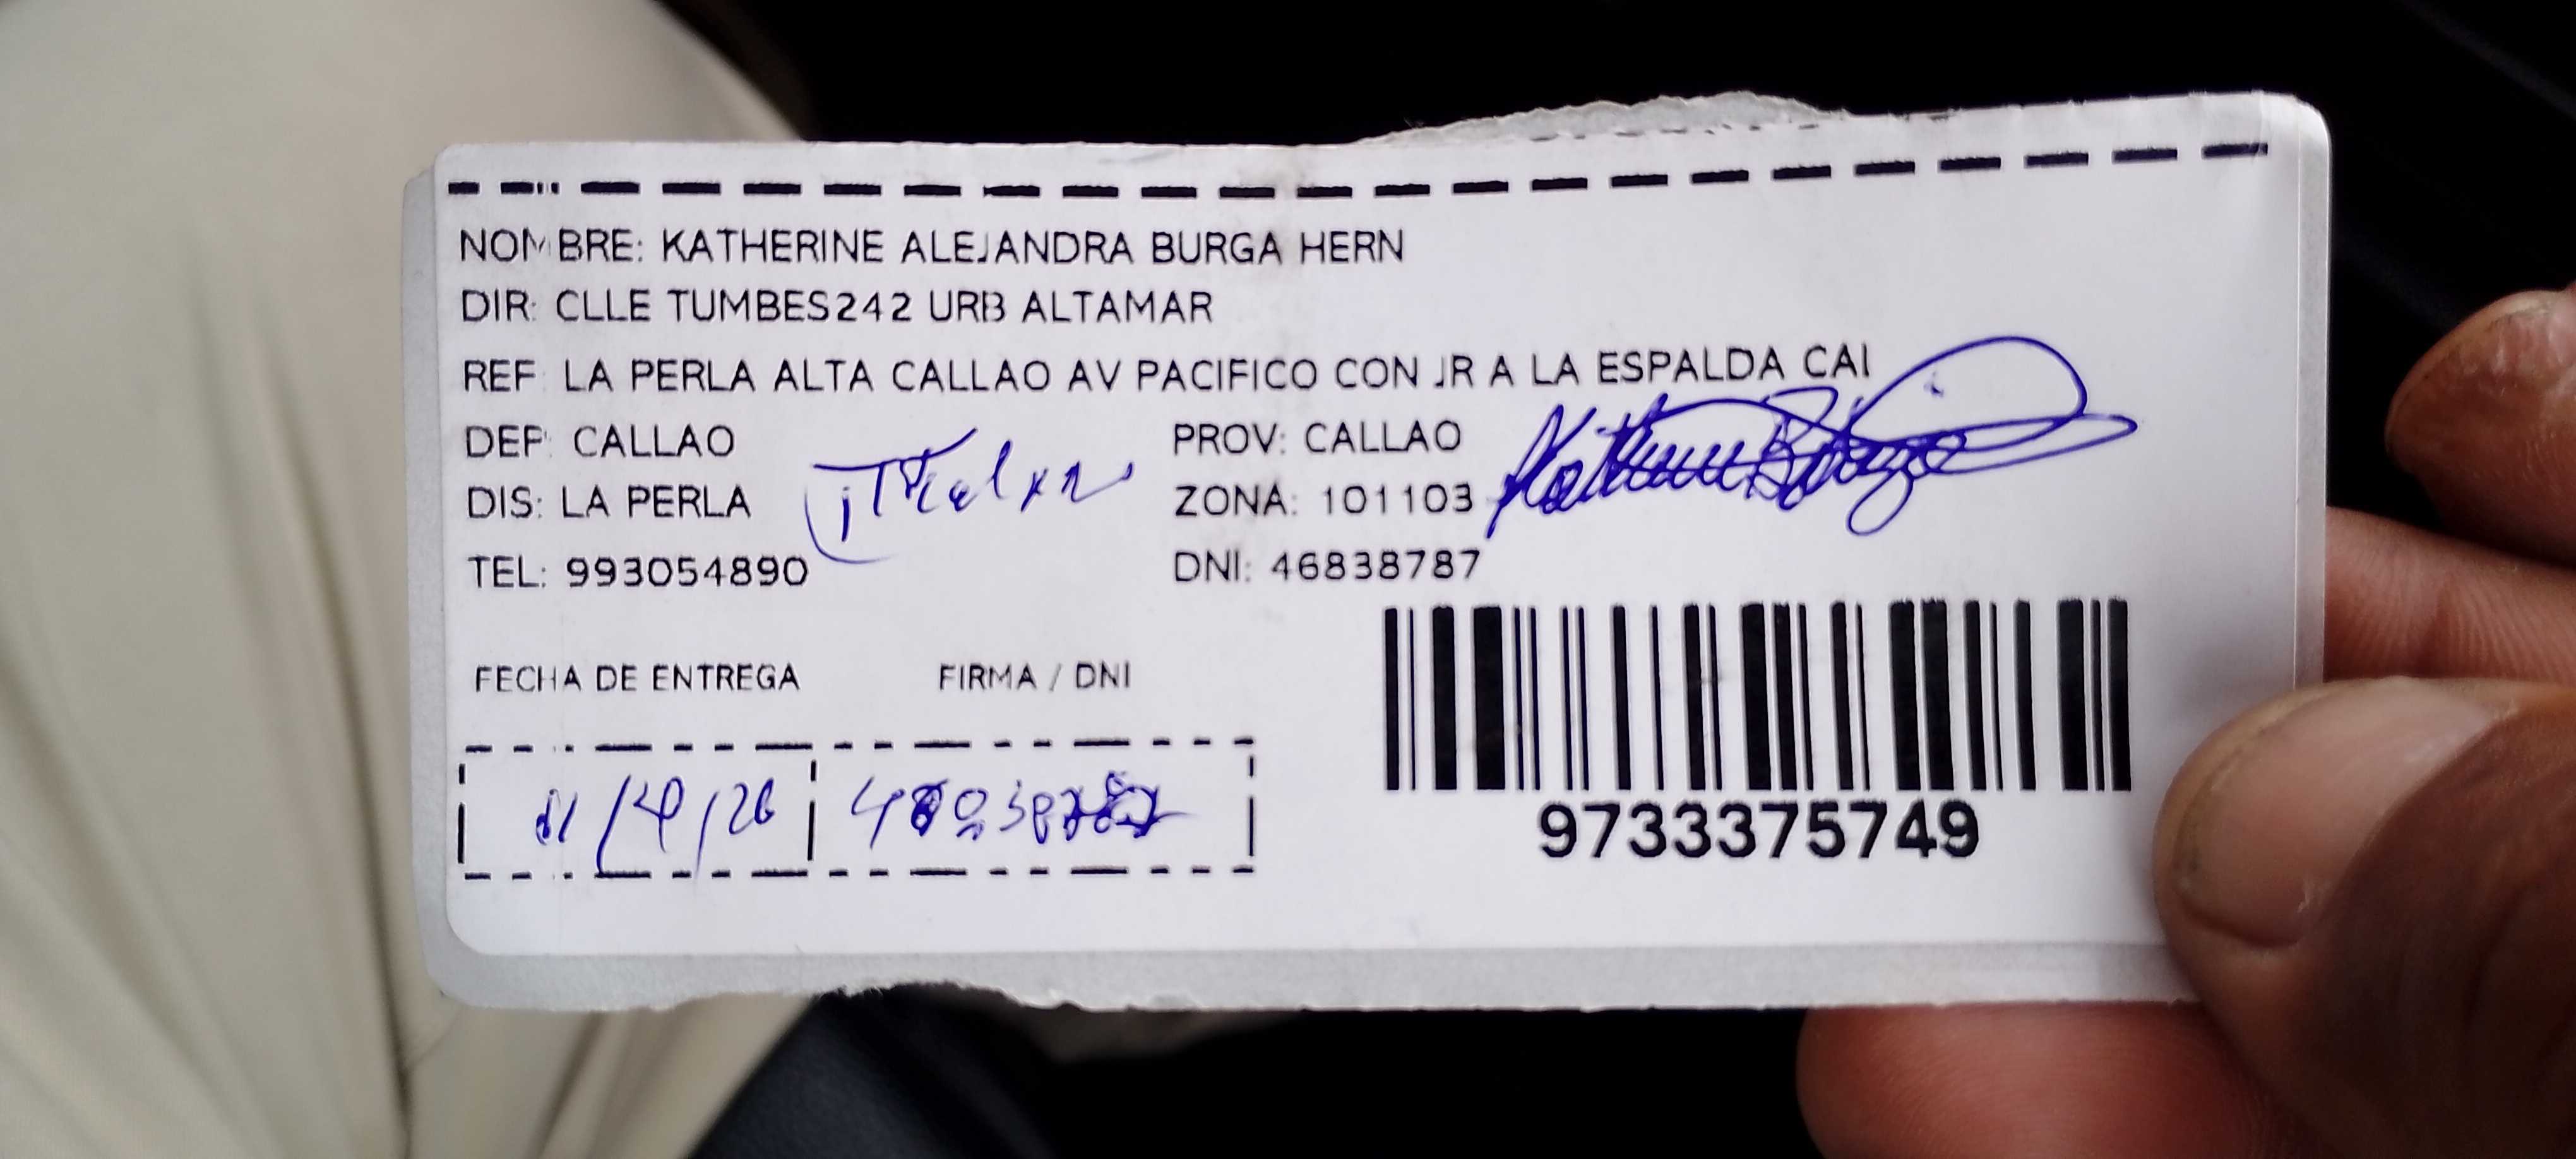 NOMBRE: KATHERINE ALEJANDRA BURGA HERN
DIR: CLLE TUMBES242 URB ALTAMAR
REF: LA PERLA ALTA CALLAO AV PACIFICO CON JR A LA ESPALDA CAI
DEP: CALLAO PROV: CALLAO
DIS: LA PERLA ZONA: 101103
TEL: 993054890 DNI: 46838787
FECHA DE ENTREGA FIRMA / DNI
9733375749